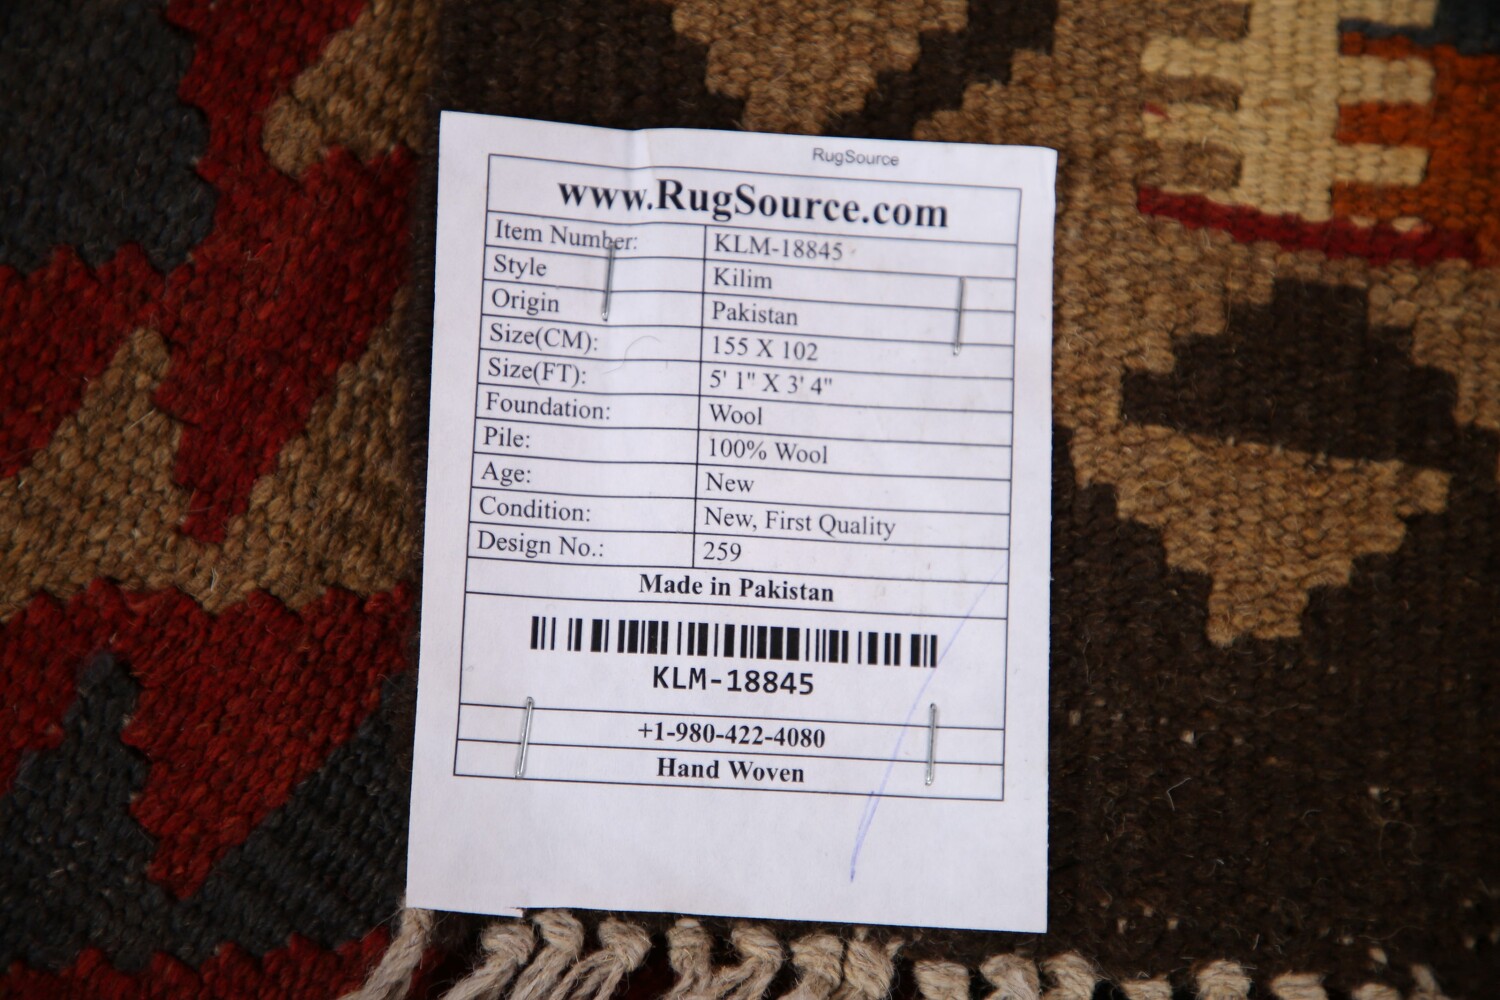 RugSource
www.RugSource.com
Item Number: KLM-18845
Style Kilim
Origin Pakistan
Size(CM): 155 X 102
Size(FT): 5' 1" X 3' 4"
Foundation: Wool
Pile: 100% Wool
Age: New
Condition: New, First Quality
Design No.: 259
Made in Pakistan
KLM-18845
+1-980-422-4080
Hand Woven